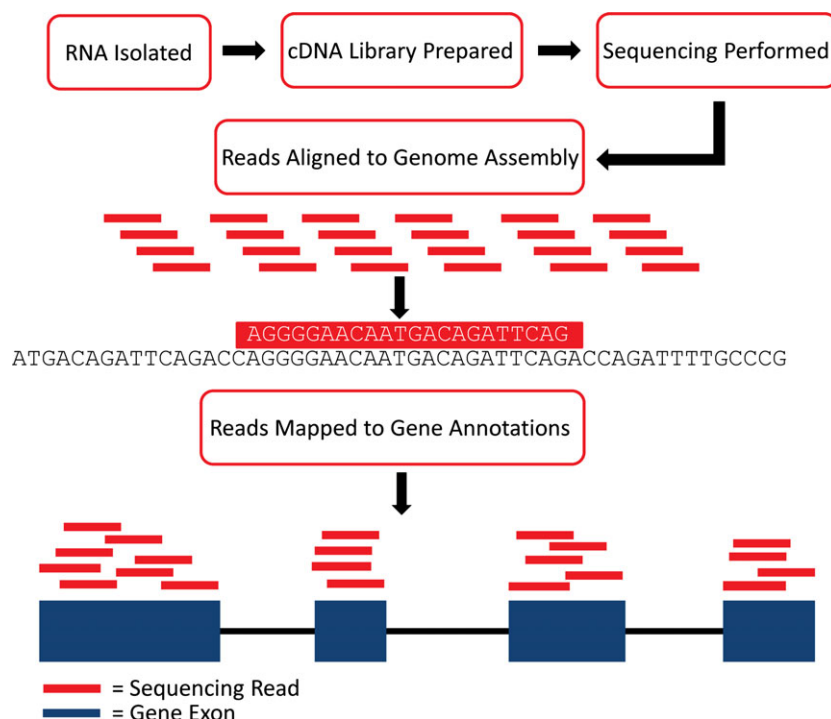 RNA Isolated
cDNA Library Prepared
Sequencing Performed
Reads Aligned to Genome Assembly
AGGGGAACAATGACAGATTCAG
ATGACAGATTCAGACCAGGGGAACAATGACAGATTCAGACCAGATTTTGCCCG
Reads Mapped to Gene Annotations
= Sequencing Read
= Gene Exon